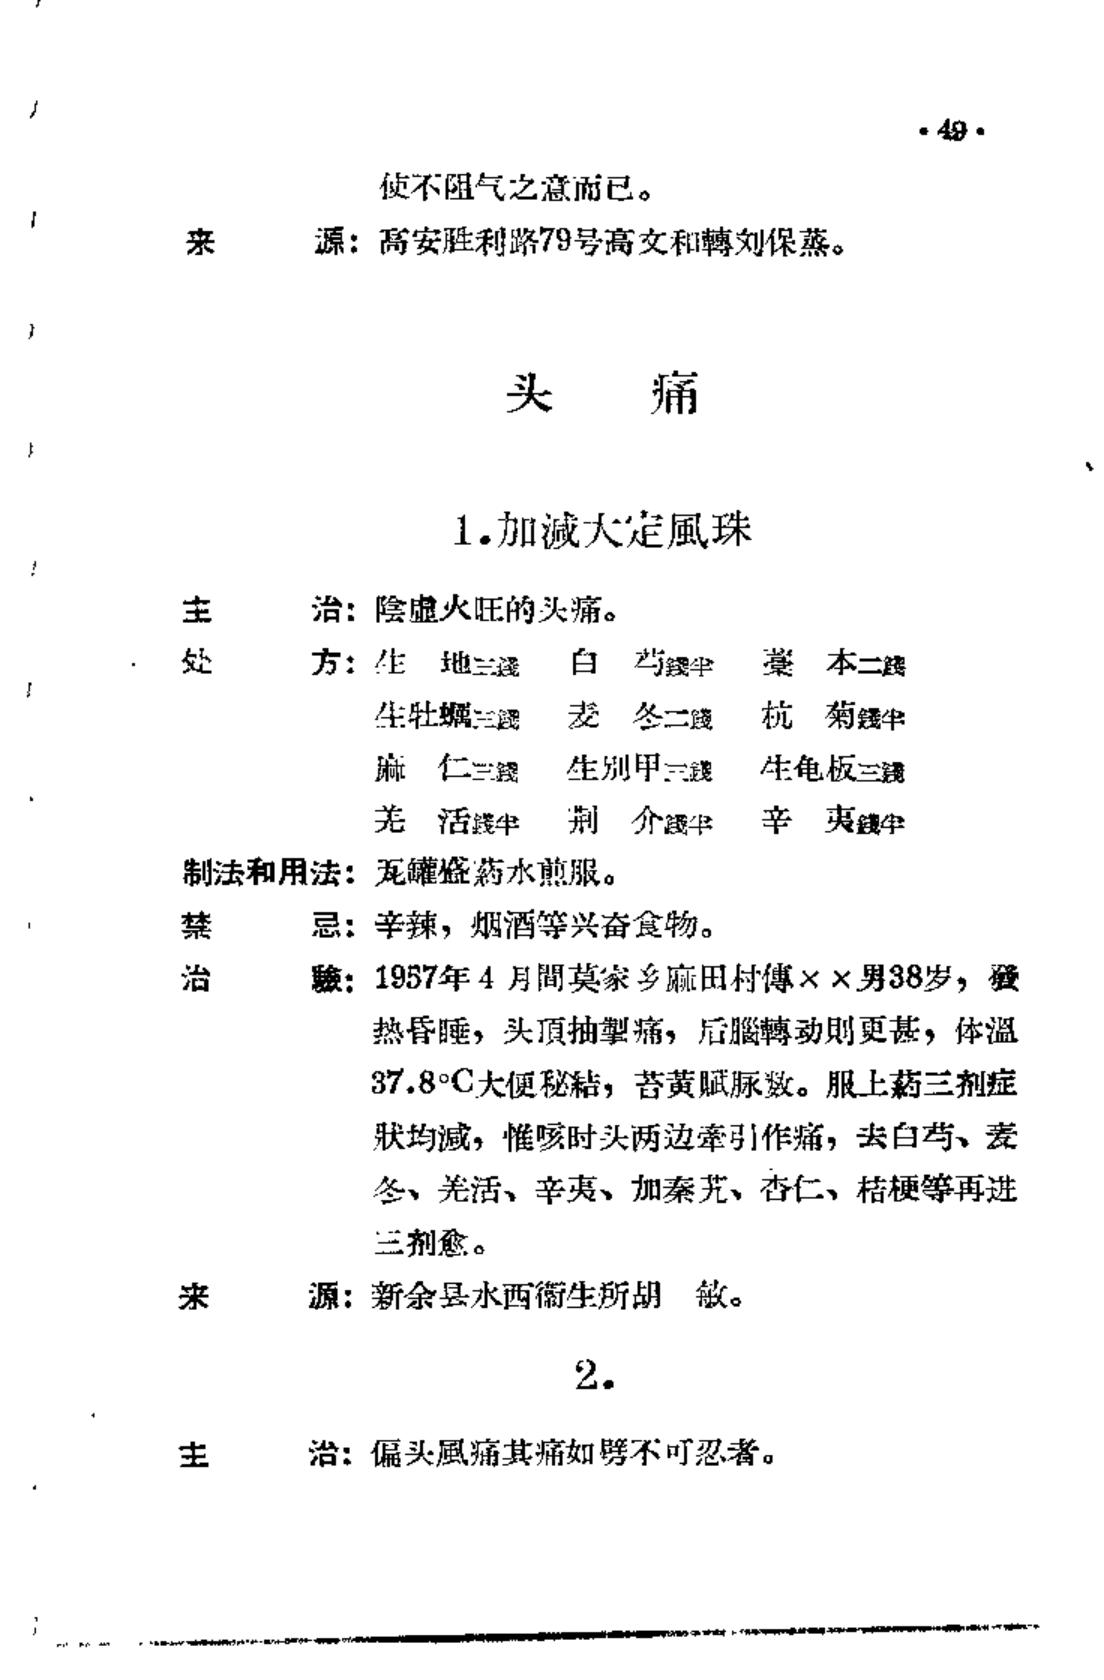 •49•
使不阻气之意而已。
来　　源：高安胜利路79号高文和轉刘保蒸。
头　痛
1.加減大定風珠
主　　治：陰虛火旺的头痛。
处　　方：生　地三錢　白　芍錢半　藁　本二錢
生牡蠣三錢　麦　冬二錢　杭　菊錢半
麻　仁三錢　生别甲三錢　生龟板三錢
羌　活錢半　荆　介錢半　辛　夷錢半
制法和用法：瓦罐盛葯水煎服。
禁　　忌：辛辣，烟酒等兴奋食物。
治　　驗：1957年4月間莫家乡麻田村傳××男38岁，發
热昏睡，头頂抽掣痛，后腦轉动則更甚，体溫
37.8°C大便秘結，苔黄膩脉数。服上葯三剂症
狀均減，惟咳时头两边牽引作痛，去白芍、麦
冬、羌活、辛夷、加秦艽、杏仁、桔梗等再进
三剂愈。
来　　源：新余县水西衞生所胡　敏。
2.
主　　治：偏头風痛其痛如劈不可忍者。